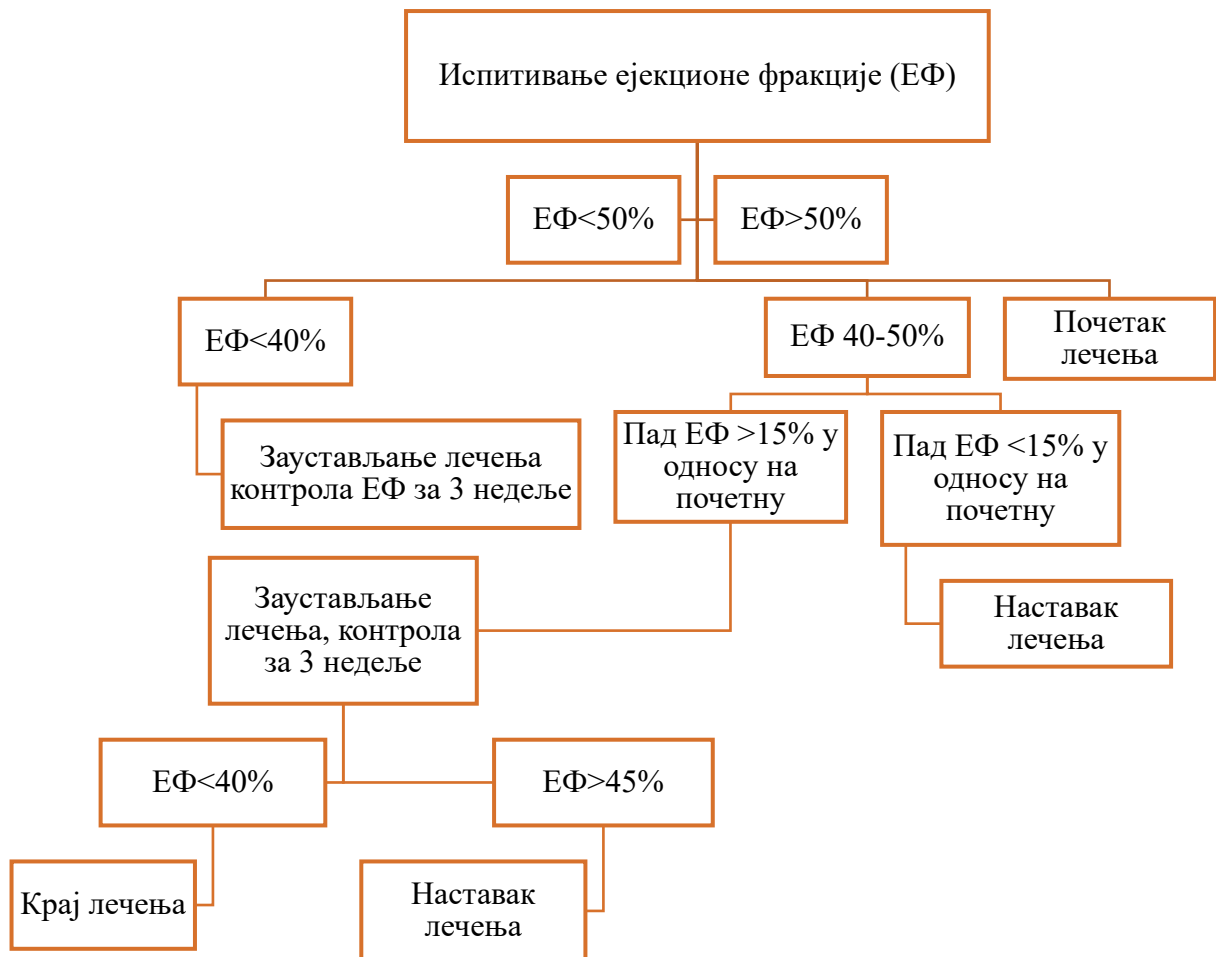 Испитивање ејекционе фракције (ЕФ)
ЕФ<50%
ЕФ>50%
ЕФ<40%
ЕФ 40-50%
Почетак
лечења
Заустављање лечења
контрола ЕФ за 3 недеље
Пад ЕФ >15% у
односу на
почетну
Пад ЕФ <15% у
односу на
почетну
Заустављање
лечења, контрола
за 3 недеље
Наставак
лечења
ЕФ<40%
ЕФ>45%
Крај лечења
Наставак
лечења